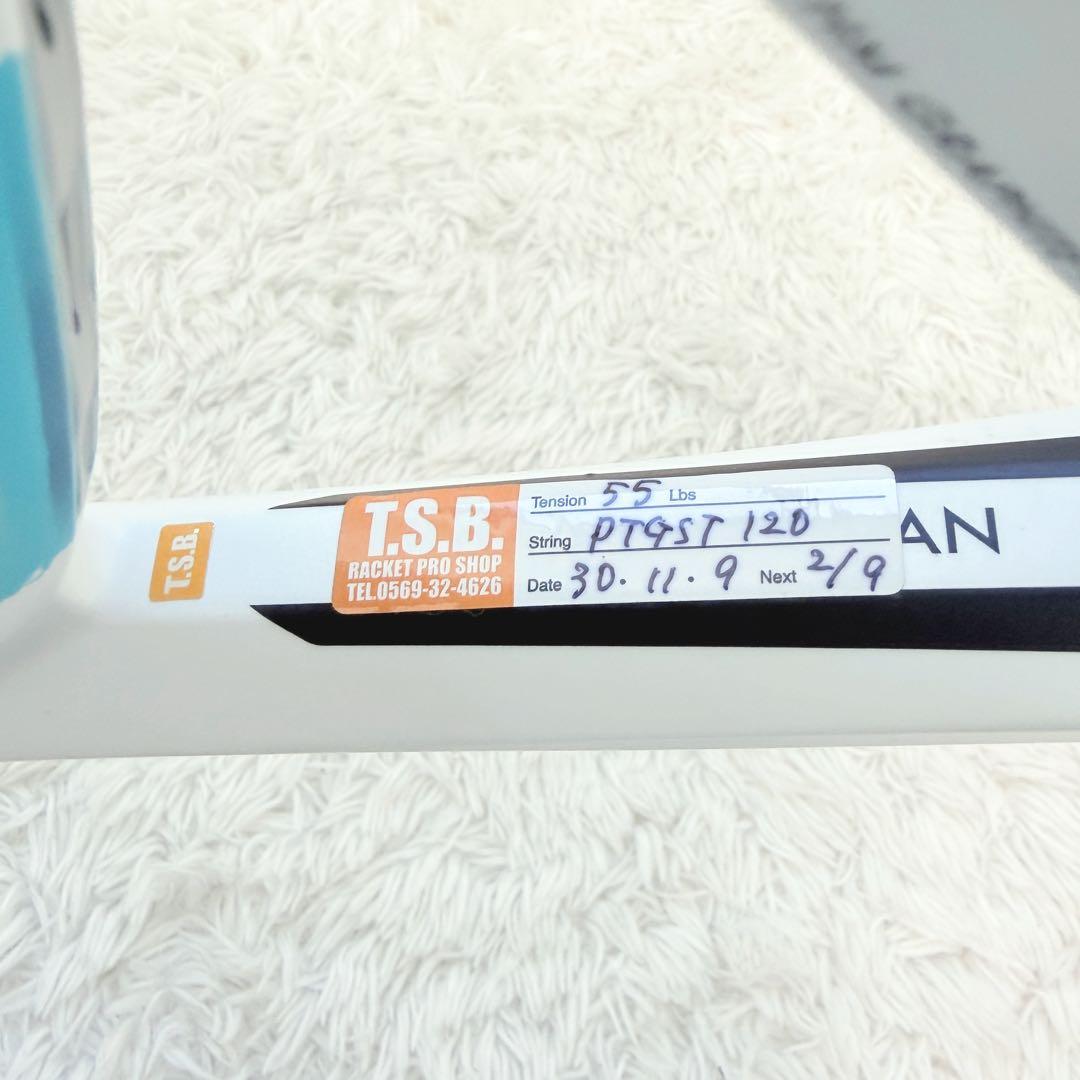 T.S.B.
T.S.B.
RACKET PRO SHOP
TEL.0569-32-4626
Tension 55 Lbs
String PTGST 120
Date 30.11.9 Next 2/9
AN